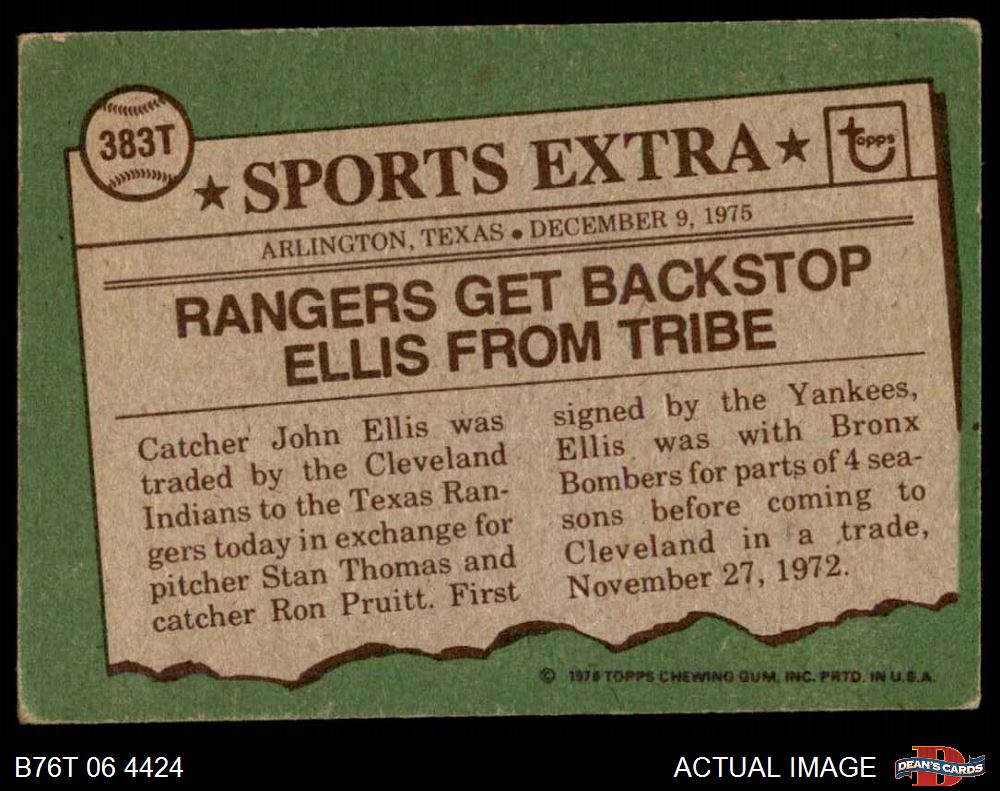 383T
★ SPORTS EXTRA ★
Topps
ARLINGTON, TEXAS • DECEMBER 9, 1975
RANGERS GET BACKSTOP
ELLIS FROM TRIBE
Catcher John Ellis was
traded by the Cleveland
Indians to the Texas Ran-
gers today in exchange for
pitcher Stan Thomas and
catcher Ron Pruitt. First
signed by the Yankees,
Ellis was with Bronx
Bombers for parts of 4 sea-
sons before coming to
Cleveland in a trade,
November 27, 1972.
© 1976 TOPPS CHEWING GUM, INC. PRTD. IN U.S.A.
B76T 06 4424
ACTUAL IMAGE
D
DEAN'S CARDS